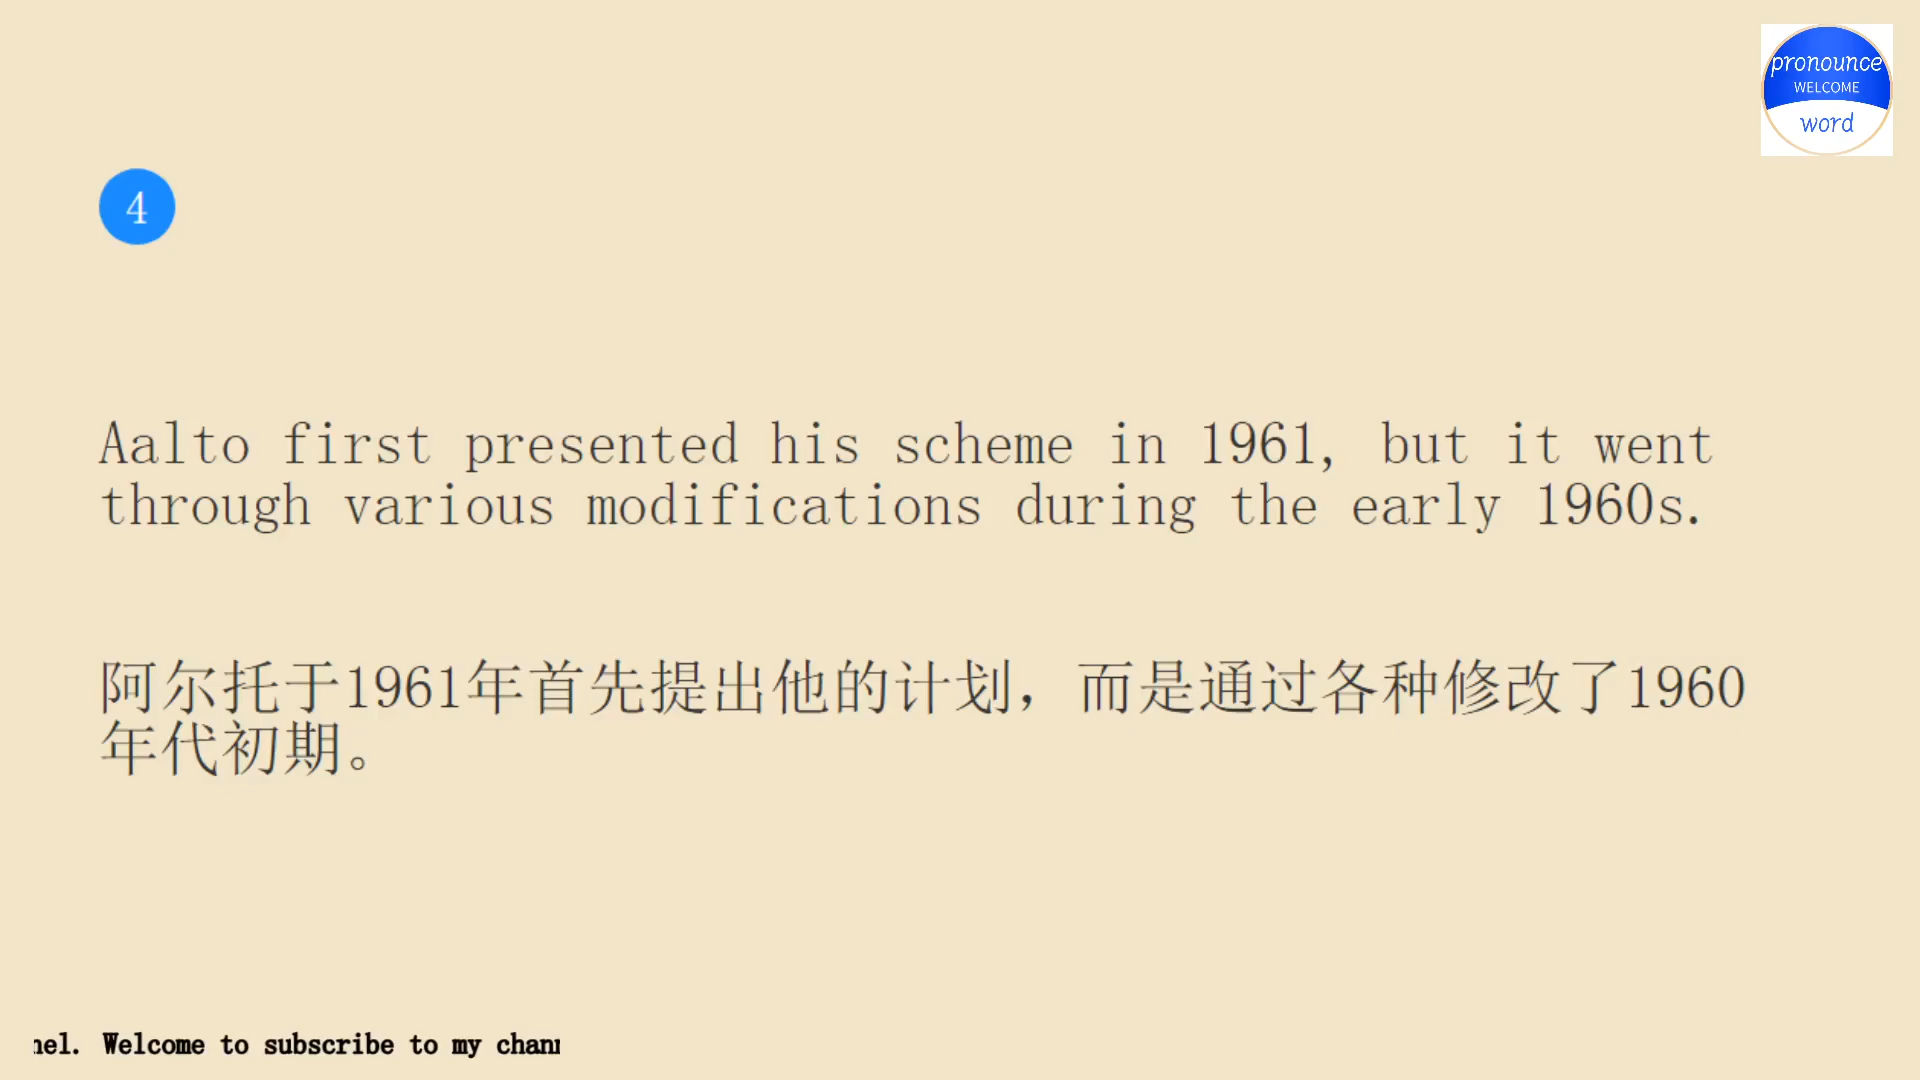 pronounce
WELCOME
word
4
Aalto first presented his scheme in 1961, but it went
through various modifications during the early 1960s.
阿尔托于1961年首先提出他的计划，而是通过各种修改了1960
年代初期。
nel. Welcome to subscribe to my chan